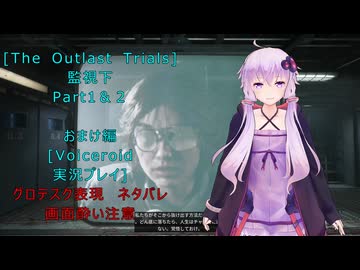 [The Outlast Trials]
監視下
Part1＆2
おまけ編
[Voiceroid
実況プレイ]
グロテスク表現　ネタバレ
画面酔い注意